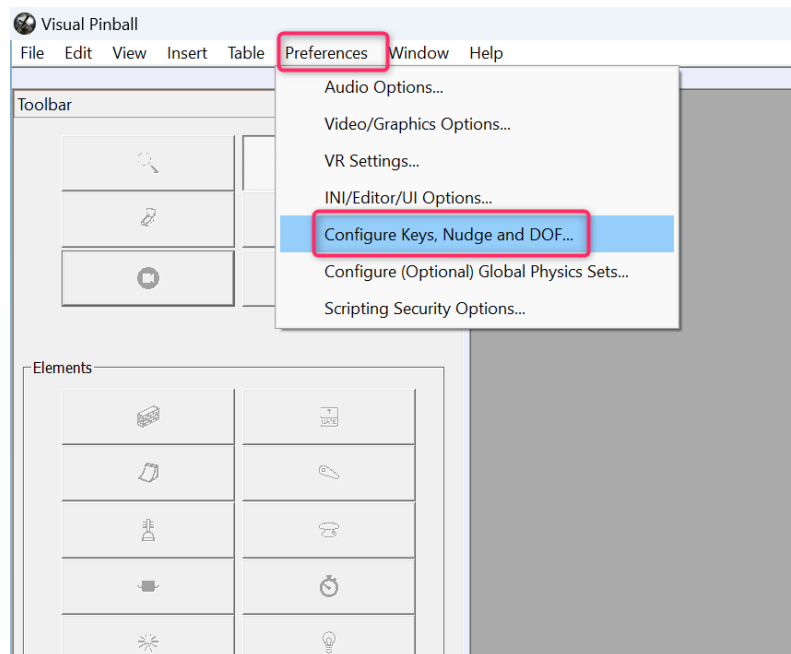 Visual Pinball
File Edit View Insert Table Preferences Window Help
Toolbar
Audio Options...
Video/Graphics Options...
VR Settings...
INI/Editor/UI Options...
Configure Keys, Nudge and DOF...
Configure (Optional) Global Physics Sets...
Scripting Security Options...
Elements
GATE